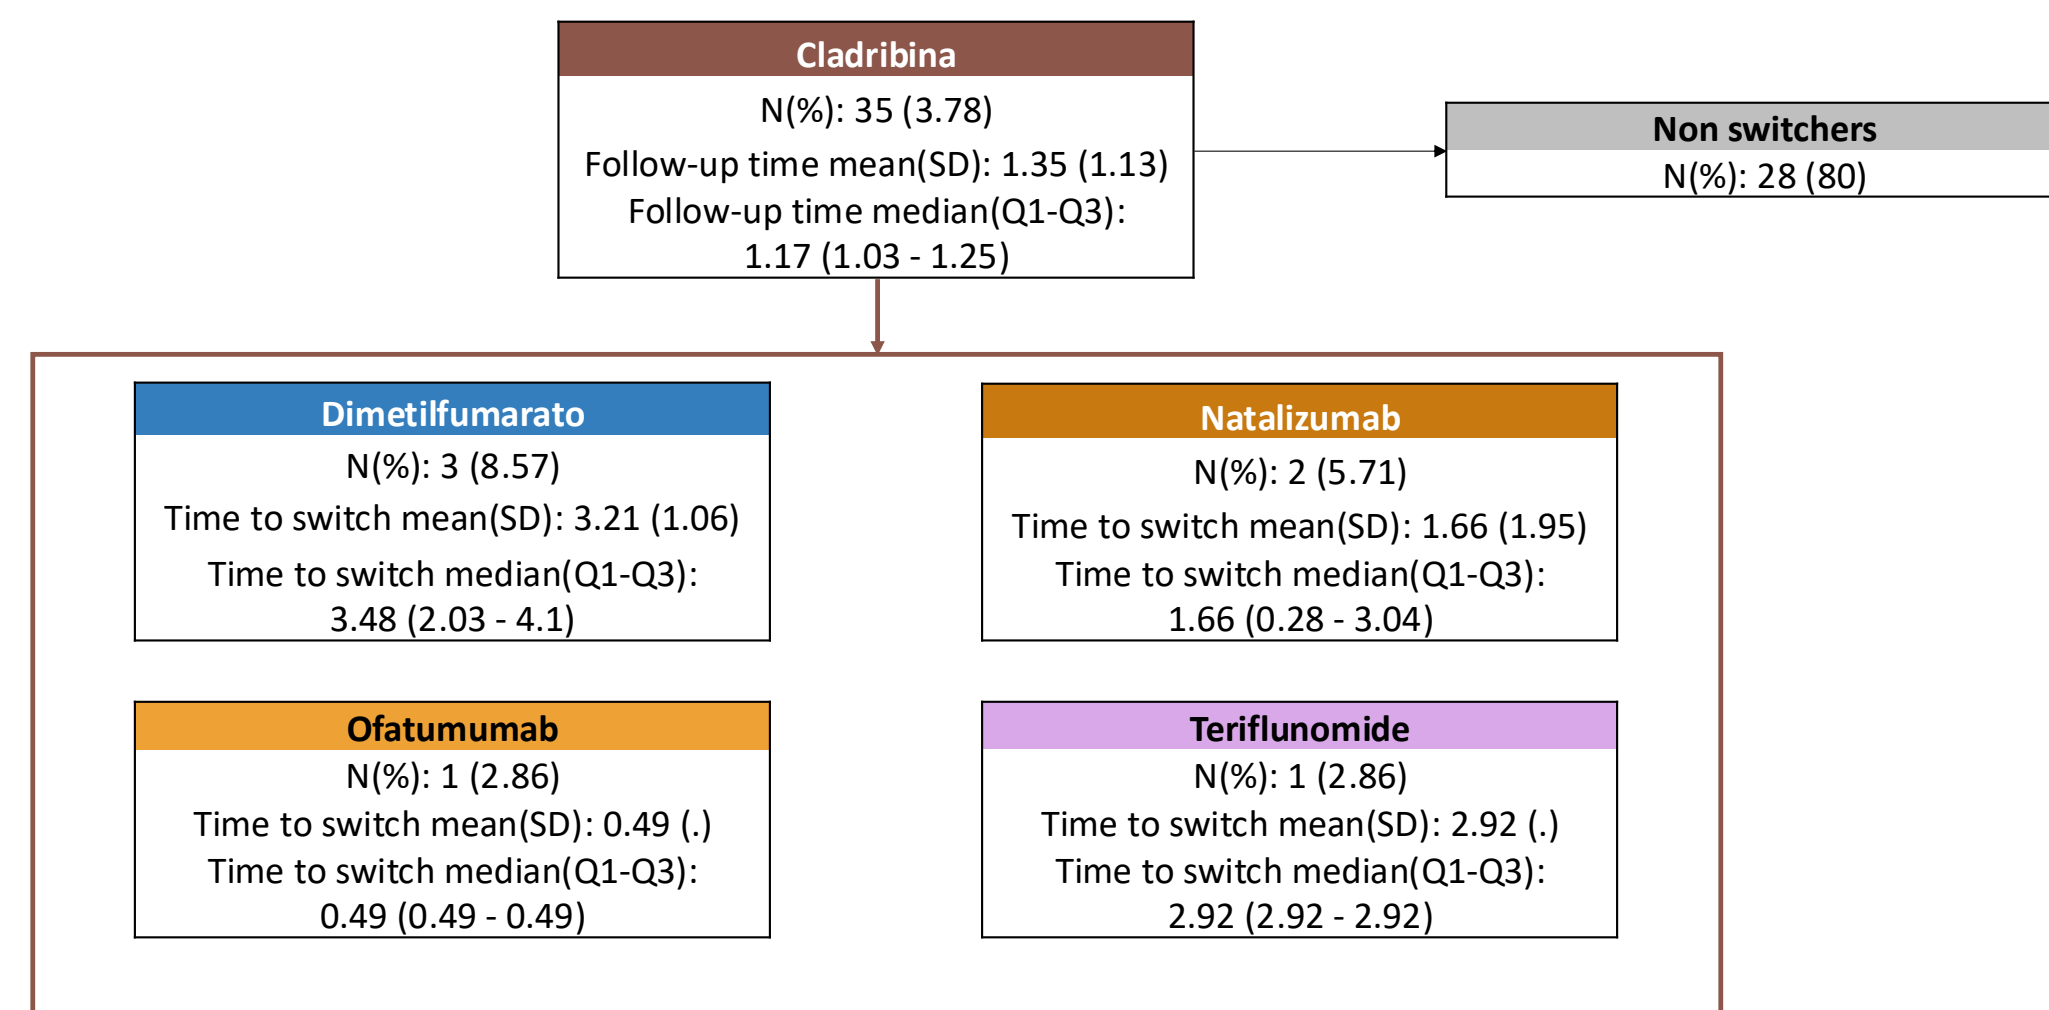 Cladribina
N(%): 35 (3.78)
Follow-up time mean(SD): 1.35 (1.13)
Follow-up time median(Q1-Q3):
1.17 (1.03 - 1.25)
Non switchers
N(%): 28 (80)
Dimetilfumarato
N(%): 3 (8.57)
Time to switch mean(SD): 3.21 (1.06)
Time to switch median(Q1-Q3):
3.48 (2.03 - 4.1)
Natalizumab
N(%): 2 (5.71)
Time to switch mean(SD): 1.66 (1.95)
Time to switch median(Q1-Q3):
1.66 (0.28 - 3.04)
Ofatumumab
N(%): 1 (2.86)
Time to switch mean(SD): 0.49 (.)
Time to switch median(Q1-Q3):
0.49 (0.49 - 0.49)
Teriflunomide
N(%): 1 (2.86)
Time to switch mean(SD): 2.92 (.)
Time to switch median(Q1-Q3):
2.92 (2.92 - 2.92)